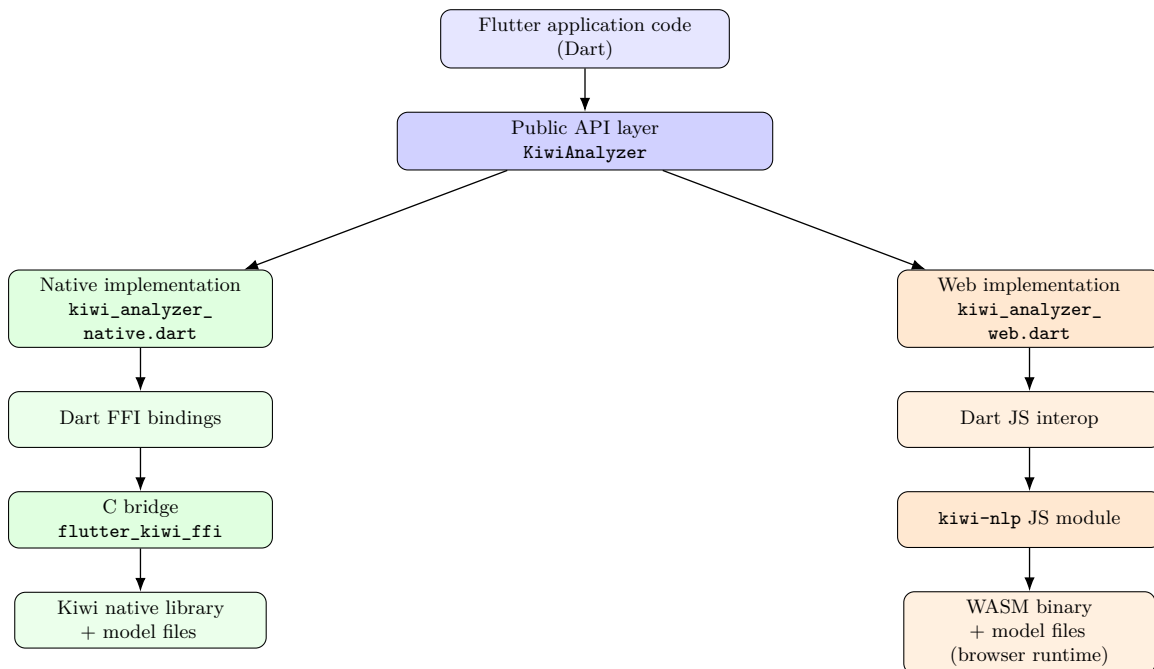 Flutter application code
(Dart)
Public API layer
KiwiAnalyzer
Native implementation
kiwi_analyzer_
native.dart
Dart FFI bindings
C bridge
flutter_kiwi_ffi
Kiwi native library
+ model files
Web implementation
kiwi_analyzer_
web.dart
Dart JS interop
kiwi-nlp JS module
WASM binary
+ model files
(browser runtime)